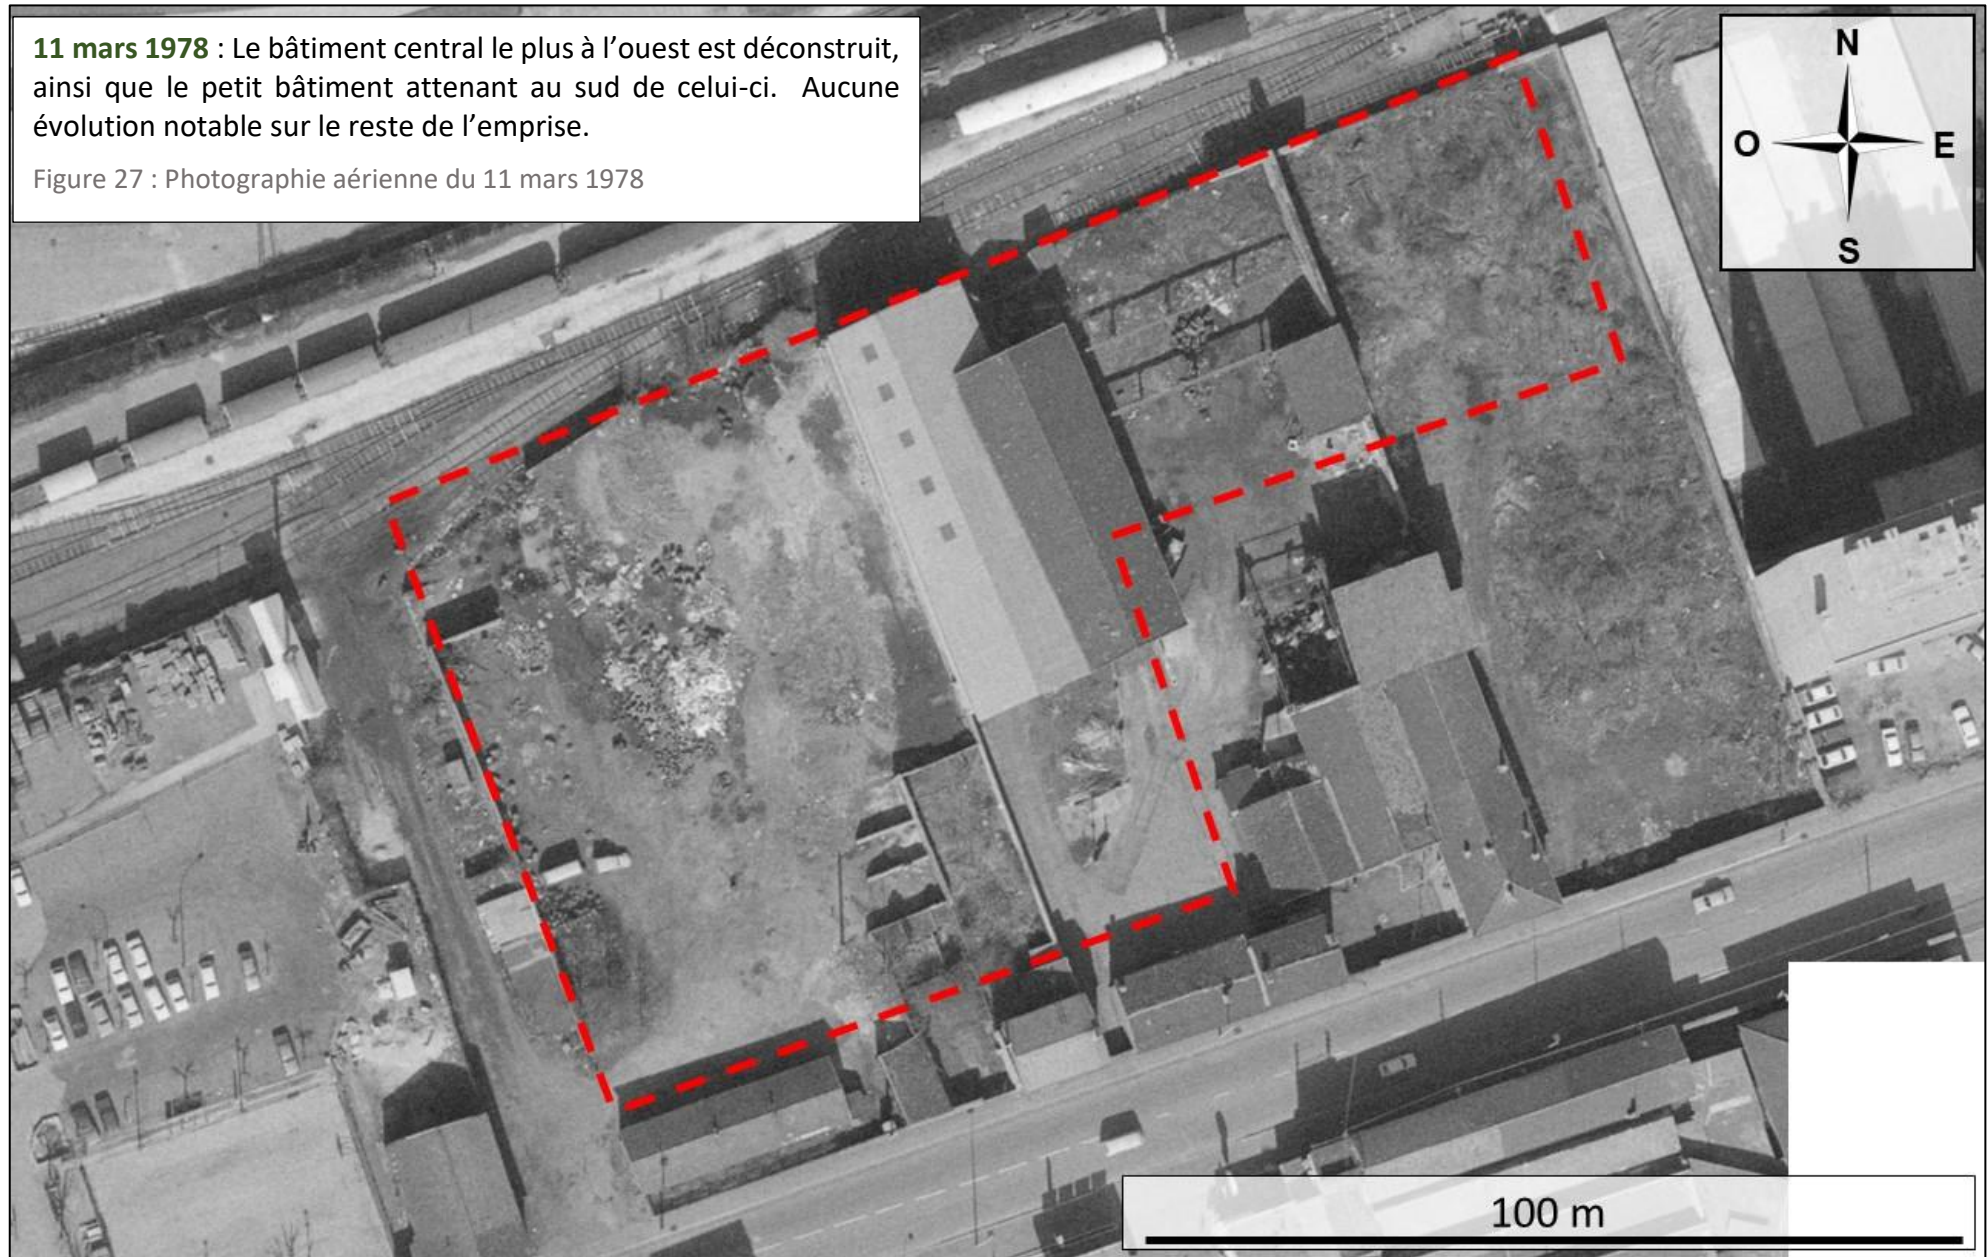 11 mars 1978 : Le bâtiment central le plus à l’ouest est déconstruit,
ainsi que le petit bâtiment attenant au sud de celui-ci. Aucune
évolution notable sur le reste de l’emprise.
Figure 27 : Photographie aérienne du 11 mars 1978
N
O
E
S
100 m